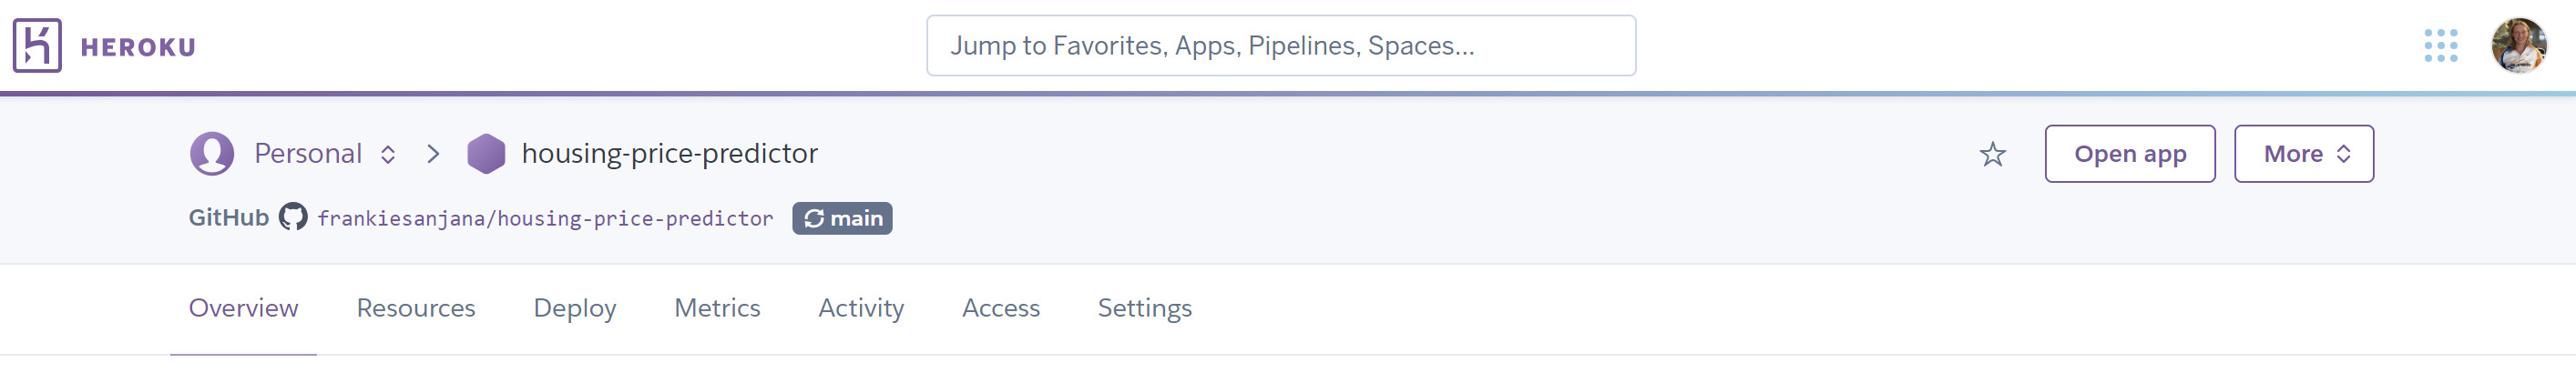 HEROKU
Jump to Favorites, Apps, Pipelines, Spaces...
Personal > housing-price-predictor
Open app
More
GitHub frankiesanjana/housing-price-predictor main
Overview Resources Deploy Metrics Activity Access Settings